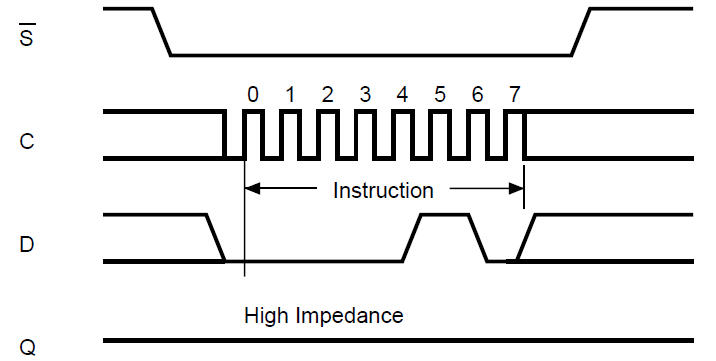 S̅
0 1 2 3 4 5 6 7
C
Instruction
D
High Impedance
Q